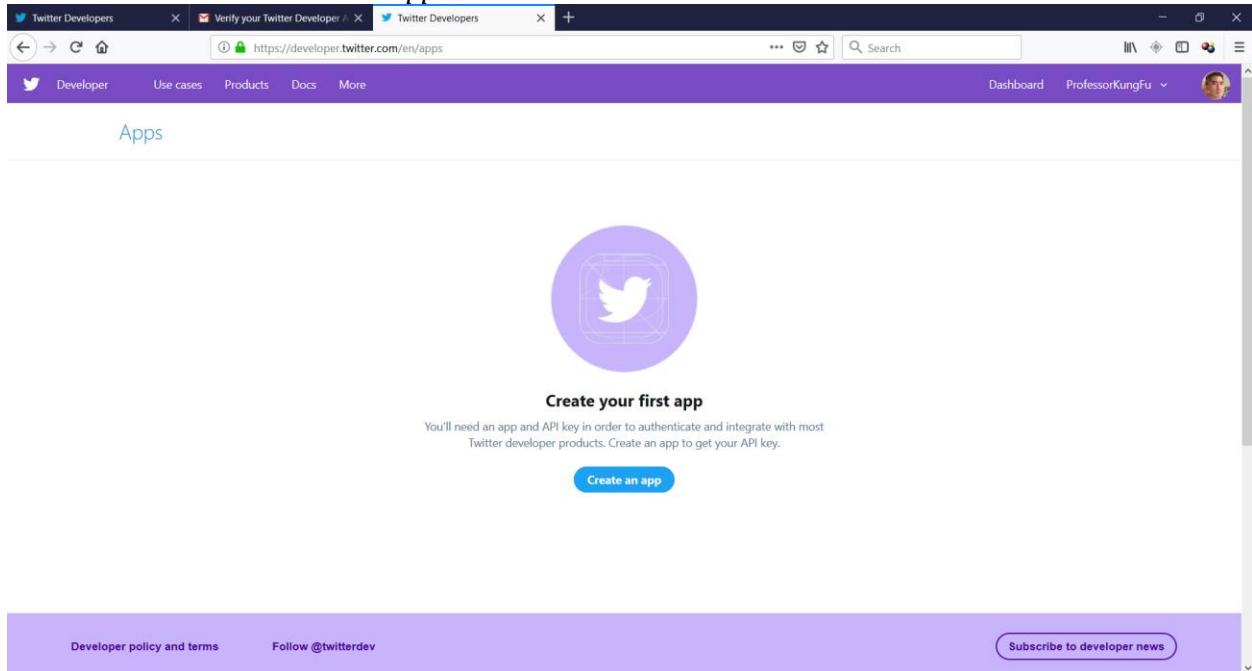 app
Twitter Developers
Verify your Twitter Developer A
Twitter Developers
https://developer.twitter.com/en/apps
Search
Developer Use cases Products Docs More Dashboard ProfessorKungFu
Apps
Create your first app
You'll need an app and API key in order to authenticate and integrate with most
Twitter developer products. Create an app to get your API key.
Create an app
Developer policy and terms Follow @twitterdev Subscribe to developer news